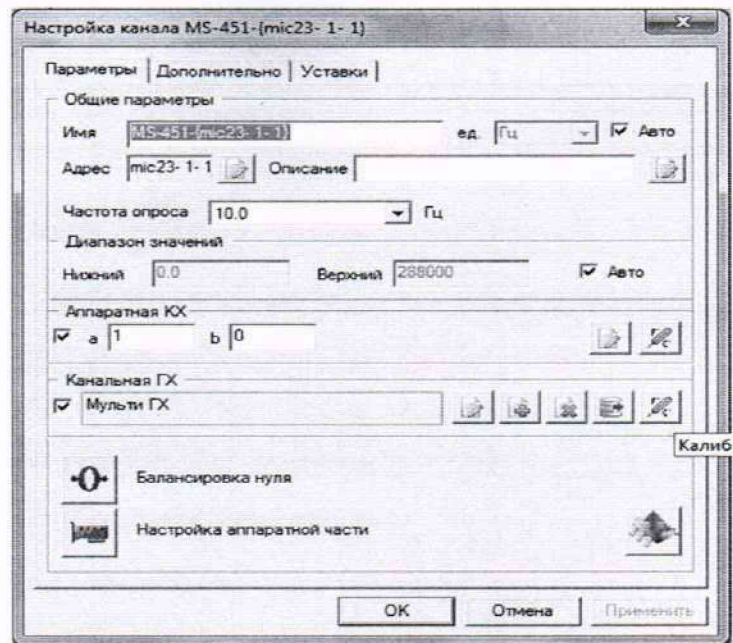 Настройка канала MS-451-{mic23- 1- 1}
Параметры Дополнительно Уставки
Общие параметры
Имя MS-451-{mic23- 1- 1} ед. Гц Авто
Адрес mic23- 1- 1 Описание
Частота опроса 10.0 Гц
Диапазон значений
Нижний 0.0 Верхний 288000 Авто
Аппаратная КХ
a 1 b 0
Канальная ГХ
Мульти ГХ
Калиб
Балансировка нуля
Настройка аппаратной части
OK Отмена Применить